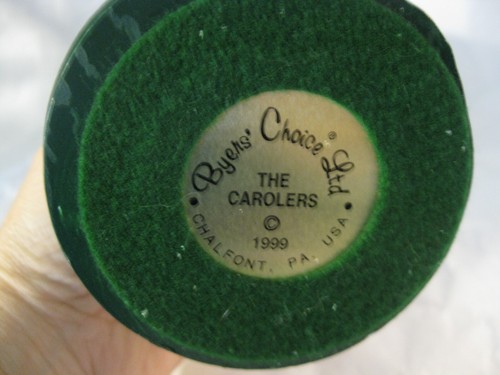 Byers' Choice® Ltd
THE
CAROLERS
©
1999
CHALFONT, PA. USA